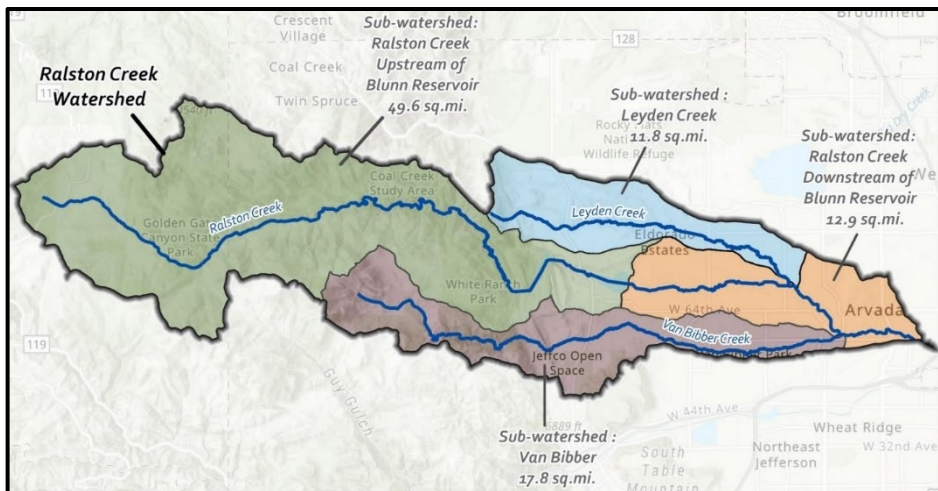 Crescent
Village
Coal Creek
Twin Spruce
Ralston Creek
Watershed
Sub-watershed:
Ralston Creek
Upstream of
Blunn Reservoir
49.6 sq.mi.
128
Broomfield
Sub-watershed :
Leyden Creek
11.8 sq.mi.
Rocky Flats
National
Wildlife Refuge
Sub-watershed:
Ralston Creek
Downstream of
Blunn Reservoir
12.9 sq.mi.
Coal Creek
Study Area
Golden Gate
Canyon State
Park
Ralston Creek
Leyden Creek
Eldorado
Estates
White Ranch
Park
W 64th Ave
Arvada
Van Bibber Creek
Jeffco Open
Space
119
Guy Gulch
W 44th Ave
Wheat Ridge
W 32nd Ave
Northeast
Jefferson
South
Table
Sub-watershed :
Van Bibber
17.8 sq.mi.